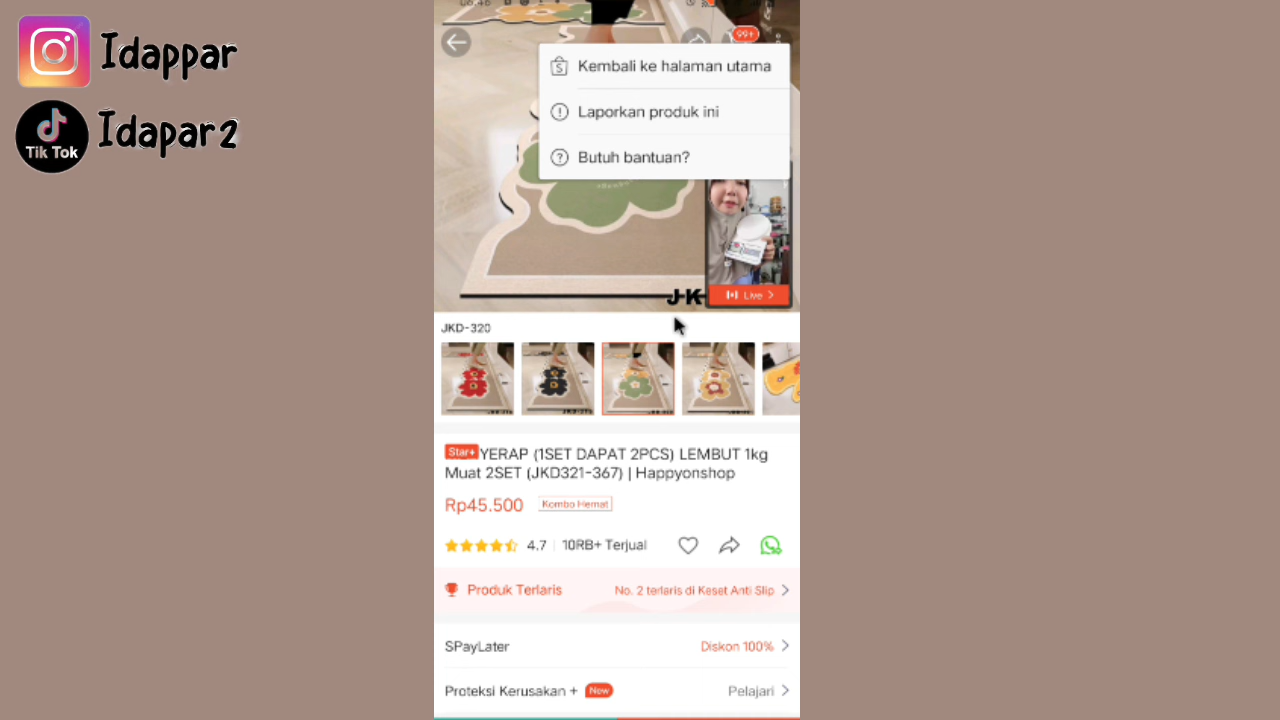 Idappar
Tik Tok
Idapar2
99+
Kembali ke halaman utama
Laporkan produk ini
Butuh bantuan?
JK
Live
JKD-320
Star+ YERAP (1SET DAPAT 2PCS) LEMBUT 1kg
Muat 2SET (JKD321-367) | Happyonshop
Rp45.500 Kombo Hemat
4.7 10RB+ Terjual
Produk Terlaris No. 2 terlaris di Keset Anti Slip
SPayLater Diskon 100%
Proteksi Kerusakan + New Pelajari